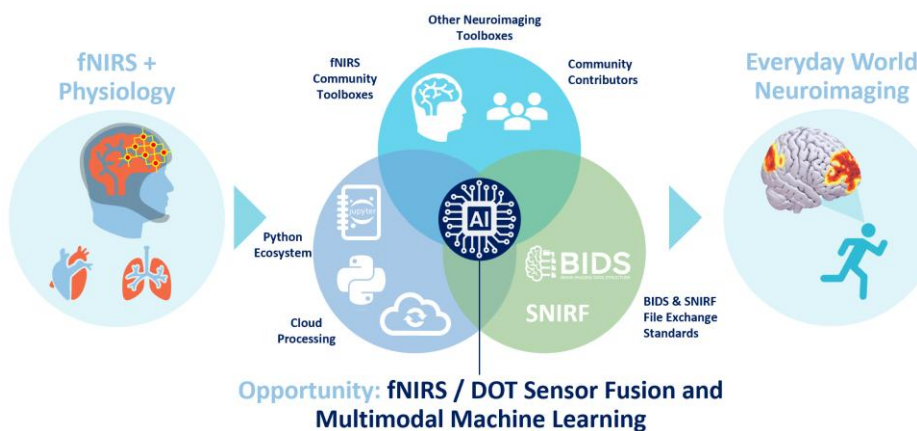 fNIRS +
Physiology
Other Neuroimaging
Toolboxes
fNIRS
Community
Toolboxes
Community
Contributors
Everyday World
Neuroimaging
jupyter
AI
Python
Ecosystem
Cloud
Processing
BIDS
SNIRF
BIDS & SNIRF
File Exchange
Standards
Opportunity: fNIRS / DOT Sensor Fusion and
Multimodal Machine Learning